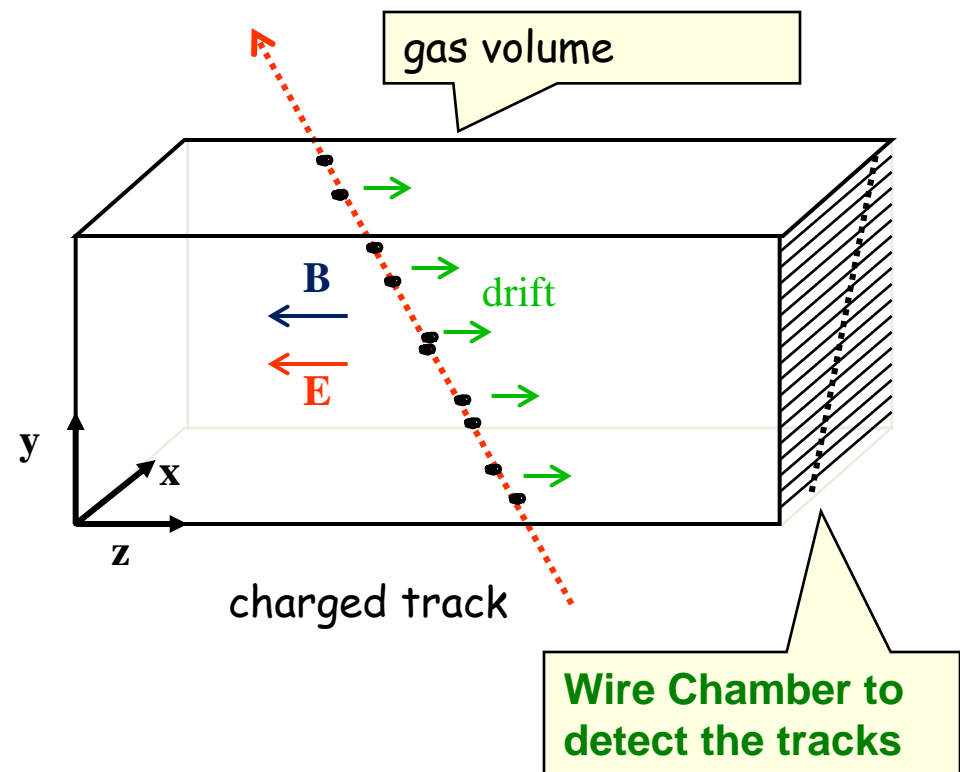 gas volume
B
drift
E
y
x
z
charged track
Wire Chamber to
detect the tracks